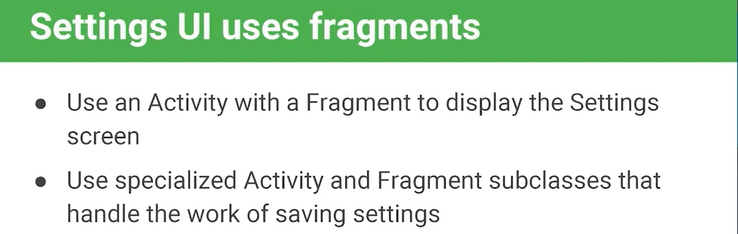 Settings UI uses fragments
● Use an Activity with a Fragment to display the Settings
screen
● Use specialized Activity and Fragment subclasses that
handle the work of saving settings